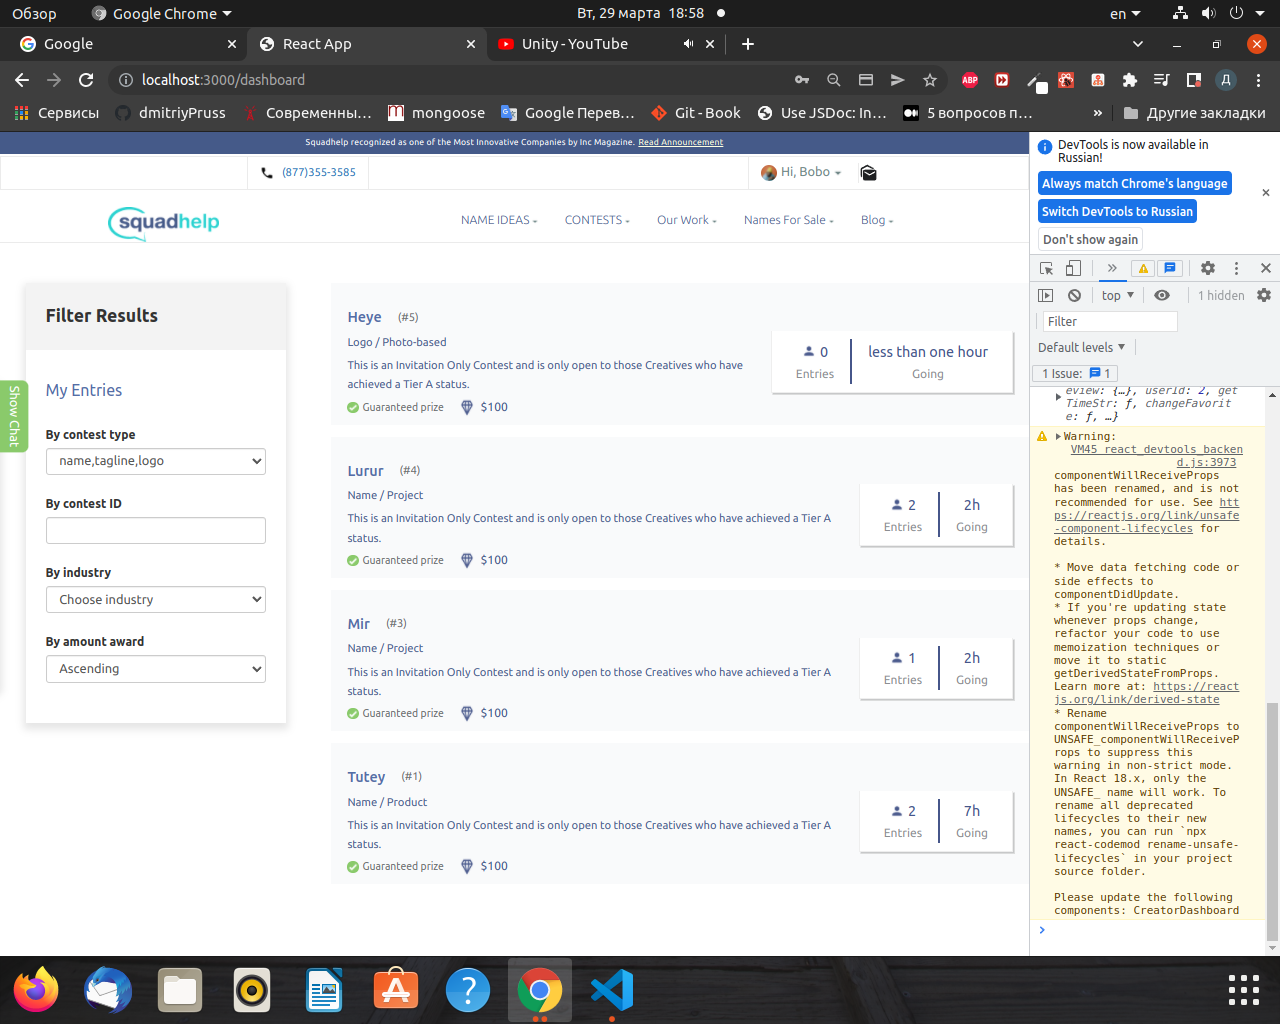 Обзор
Google Chrome
Вт, 29 марта 18:58
en
Google
React App
Unity - YouTube
localhost:3000/dashboard
ABP
Д
Сервисы
dmitriyPruss
Современны...
mongoose
Google Перев...
Git - Book
Use JSDoc: In...
5 вопросов п...
»
Другие закладки
Squadhelp recognized as one of the Most Innovative Companies by Inc Magazine. Read Announcement
(877)355-3585
Hi, Bobo
squadhelp
NAME IDEAS
CONTESTS
Our Work
Names For Sale
Blog
Filter Results
Show Chat
My Entries
By contest type
name,tagline,logo
By contest ID
By industry
Choose industry
By amount award
Ascending
Heye (#5)
Logo / Photo-based
This is an Invitation Only Contest and is only open to those Creatives who have
achieved a Tier A status.
Guaranteed prize $100
0
Entries
less than one hour
Going
Lurur (#4)
Name / Project
This is an Invitation Only Contest and is only open to those Creatives who have achieved a Tier A
status.
Guaranteed prize $100
2
Entries
2h
Going
Mir (#3)
Name / Project
This is an Invitation Only Contest and is only open to those Creatives who have achieved a Tier A
status.
Guaranteed prize $100
1
Entries
2h
Going
Tutey (#1)
Name / Product
This is an Invitation Only Contest and is only open to those Creatives who have achieved a Tier A
status.
Guaranteed prize $100
2
Entries
7h
Going
DevTools is now available in
Russian!
Always match Chrome's language
Switch DevTools to Russian
Don't show again
»
top
1 hidden
Filter
Default levels
1 Issue: 1
eview: {…}, userId: 2, get
TimeStr: ƒ, changeFavorit
e: ƒ, …}
Warning:
VM45 react_devtools_backen
d.js:3973
componentWillReceiveProps
has been renamed, and is not
recommended for use. See htt
ps://reactjs.org/link/unsafe
-component-lifecycles for
details.
* Move data fetching code or
side effects to
componentDidUpdate.
* If you're updating state
whenever props change,
refactor your code to use
memoization techniques or
move it to static
getDerivedStateFromProps.
Learn more at: https://react
js.org/link/derived-state
* Rename
componentWillReceiveProps to
UNSAFE_componentWillReceiveP
rops to suppress this
warning in non-strict mode.
In React 18.x, only the
UNSAFE_ name will work. To
rename all deprecated
lifecycles to their new
names, you can run `npx
react-codemod rename-unsafe-
lifecycles` in your project
source folder.
Please update the following
components: CreatorDashboard